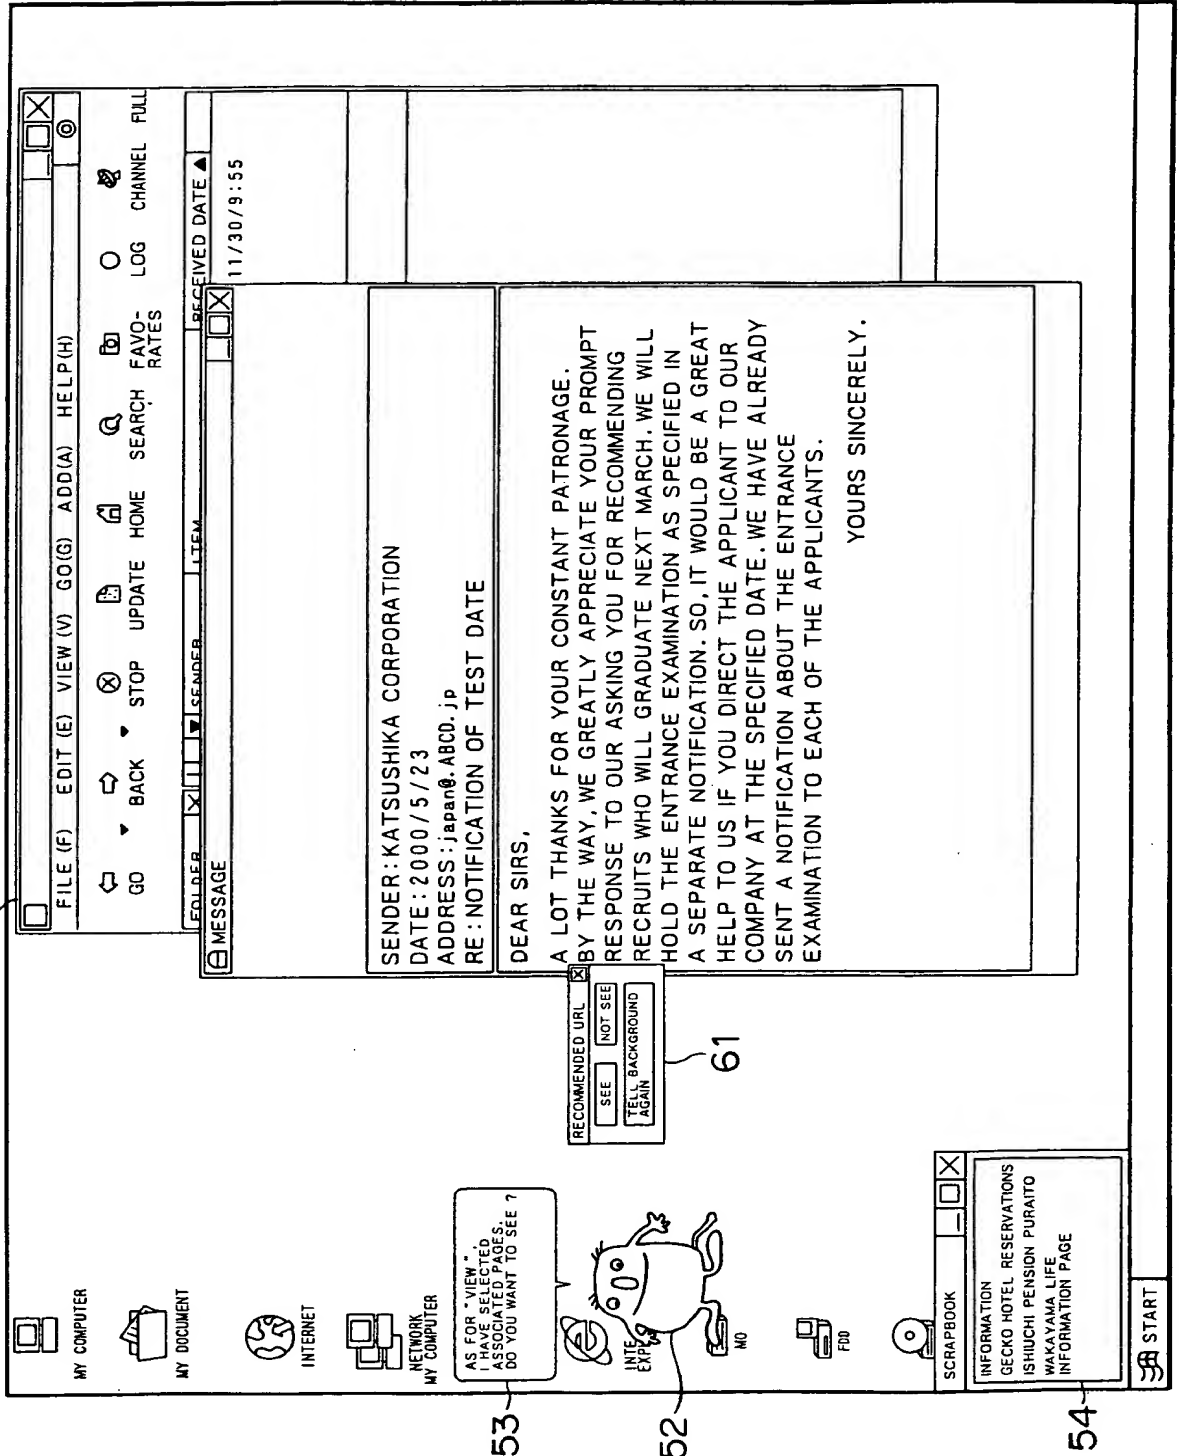 MY COMPUTER
MY DOCUMENT
INTERNET
NETWORK
MY COMPUTER
AS FOR "VIEW",
I HAVE SELECTED
ASSOCIATED PAGES.
DO YOU WANT TO SEE ?
53
INTE
EXPL
52
MO
FDD
SCRAPBOOK
INFORMATION
GECKO HOTEL RESERVATIONS
ISHIUCHI PENSION PURAITO
WAKAYAMA LIFE
INFORMATION PAGE
54
START
FILE (F) EDIT (E) VIEW (V) GO(G) ADD(A) HELP(H)
GO BACK STOP UPDATE HOME SEARCH FAVO-
RATES LOG CHANNEL FULL
FOLDER SENDER ITEM RECEIVED DATE
11/30/9:55
MESSAGE
SENDER:KATSUSHIKA CORPORATION
DATE:2000/5/23
ADDRESS:japan@.ABCD.jp
RE:NOTIFICATION OF TEST DATE
DEAR SIRS,
A LOT THANKS FOR YOUR CONSTANT PATRONAGE.
BY THE WAY, WE GREATLY APPRECIATE YOUR PROMPT
RESPONSE TO OUR ASKING YOU FOR RECOMMENDING
RECRUITS WHO WILL GRADUATE NEXT MARCH. WE WILL
HOLD THE ENTRANCE EXAMINATION AS SPECIFIED IN
A SEPARATE NOTIFICATION. SO, IT WOULD BE A GREAT
HELP TO US IF YOU DIRECT THE APPLICANT TO OUR
COMPANY AT THE SPECIFIED DATE. WE HAVE ALREADY
SENT A NOTIFICATION ABOUT THE ENTRANCE
EXAMINATION TO EACH OF THE APPLICANTS.
YOURS SINCERELY.
RECOMMENDED URL
SEE NOT SEE
TELL BACKGROUND
AGAIN
61